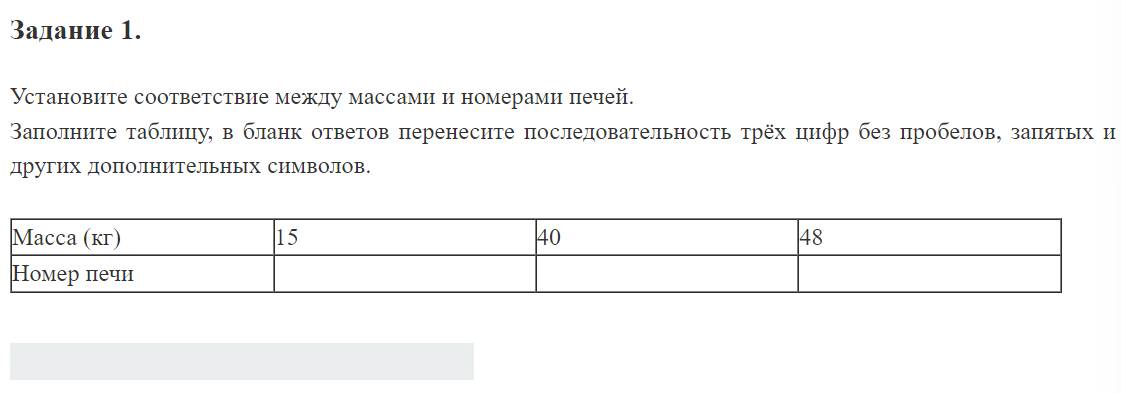 Задание 1.
Установите соответствие между массами и номерами печей.
Заполните таблицу, в бланк ответов перенесите последовательность трёх цифр без пробелов, запятых и
других дополнительных символов.
Масса (кг) 15 40 48
Номер печи